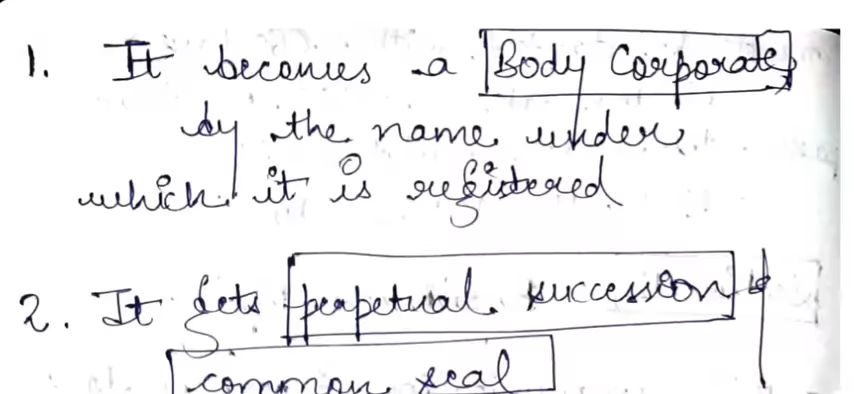 1. It becomes a Body Corporate
by the name under
which it is registered
2. It gets perpetual succession &
common seal